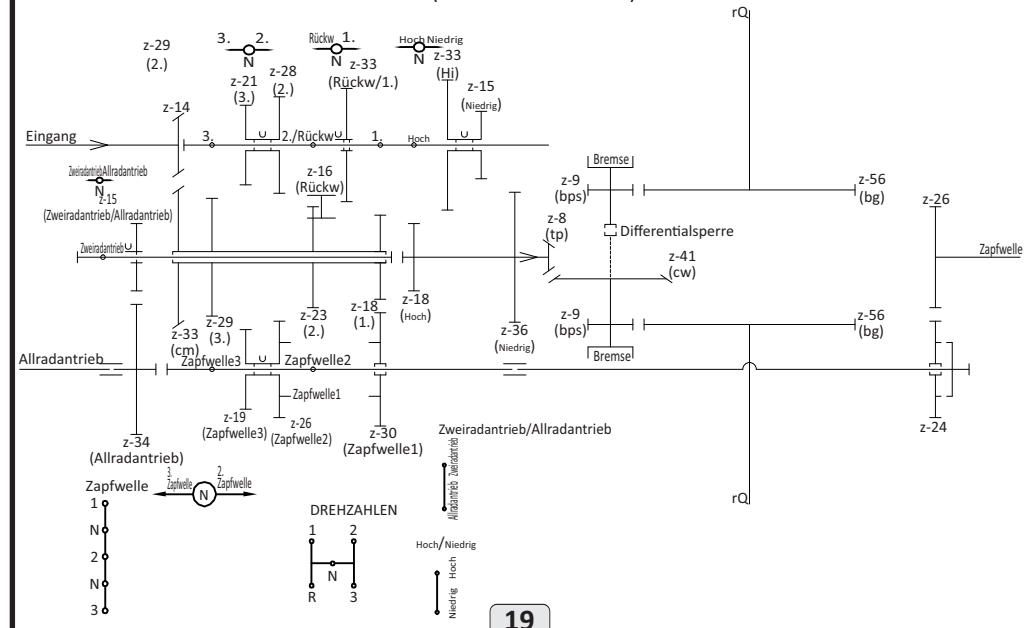 rQ
z-29
(2.)
3. 2.
N
Rückw 1.
N
Hoch Niedrig
N
z-33
(Hi)
z-28
(2.)
z-21
(3.)
z-33
(Rückw/1.)
z-15
(Niedrig)
z-14
Eingang
3.
2./Rückw
1.
Hoch
Zweiradantrieb/Allradantrieb
N
z-15
(Zweiradantrieb/Allradantrieb)
z-16
(Rückw)
Bremse
z-9
(bps)
z-56
(bg)
z-26
z-8
(tp)
Differentialsperre
Zweiradantrieb
z-41
(cw)
Zapfwelle
z-33
(cm)
z-29
(3.)
z-23
(2.)
z-18
(1.)
z-18
(Hoch)
z-36
(Niedrig)
z-9
(bps)
z-56
(bg)
Bremse
Allradantrieb
Zapfwelle3
Zapfwelle2
Zapfwelle1
z-19
(Zapfwelle3)
z-26
(Zapfwelle2)
z-30
(Zapfwelle1)
z-24
z-34
(Allradantrieb)
Zweiradantrieb/Allradantrieb
Allradantrieb Zweiradantrieb
Zapfwelle
3.
Zapfwelle
N
2.
Zapfwelle
1
N
2
N
3
DREHZAHLEN
1 2
N
R 3
Hoch/Niedrig
Niedrig Hoch
rQ
19